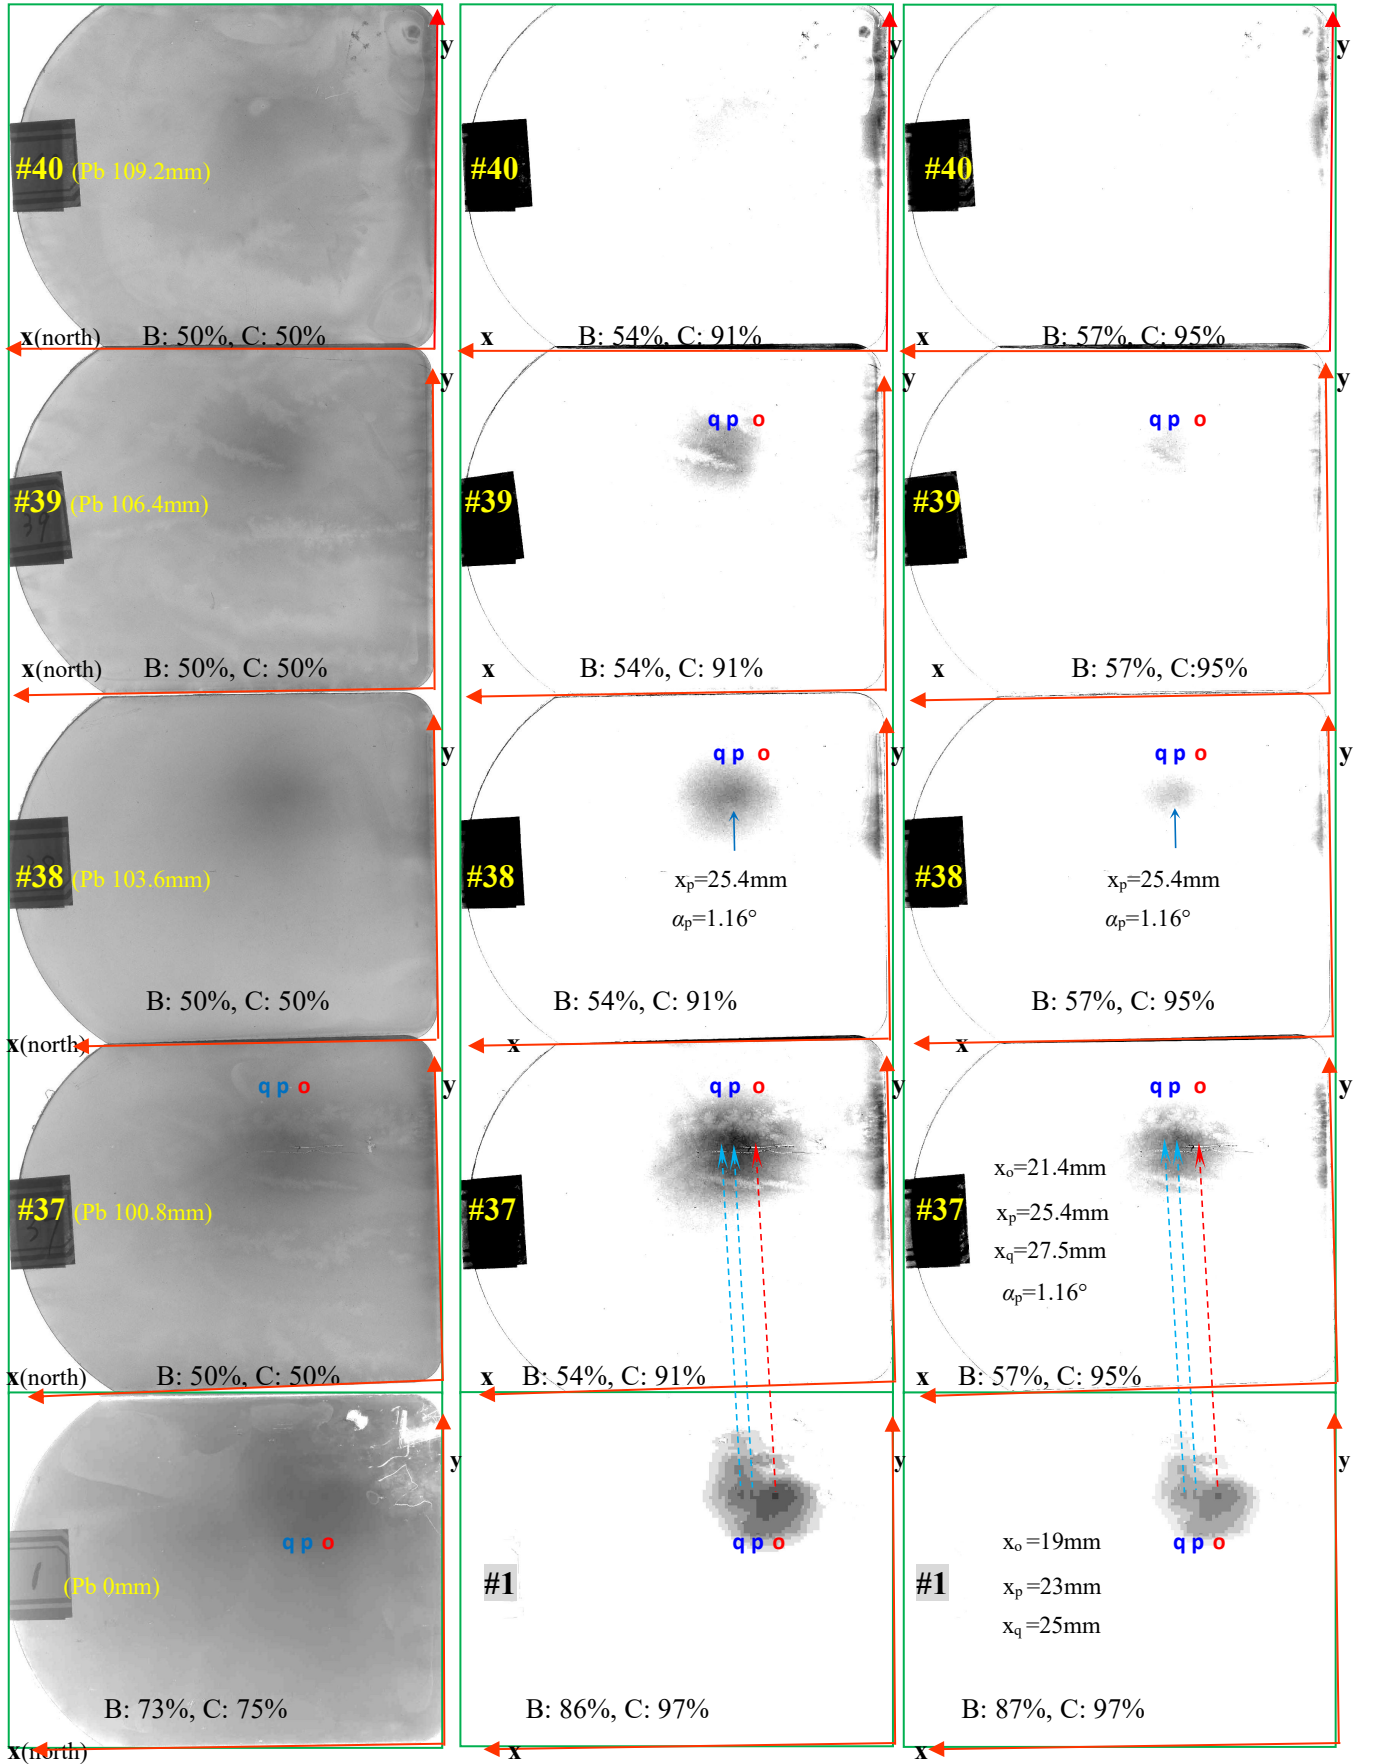 y
y
y
#40 (Pb 109.2mm)
#40
#40
x(north) B: 50%, C: 50%
x B: 54%, C: 91%
x B: 57%, C: 95%
y
y
y
q p o
q p o
#39 (Pb 106.4mm)
#39
#39
39
x(north) B: 50%, C: 50%
x B: 54%, C: 91%
x B: 57%, C:95%
y
y
q p o
q p o
#38 (Pb 103.6mm)
#38
#38
xp=25.4mm
αp=1.16°
xp=25.4mm
αp=1.16°
B: 50%, C: 50%
B: 54%, C: 91%
B: 57%, C: 95%
x(north)
x
x
q p o
y
q p o
y
q p o
y
#37 (Pb 100.8mm)
#37
#37
xo=21.4mm
xp=25.4mm
xq=27.5mm
αp=1.16°
x(north) B: 50%, C: 50%
x B: 54%, C: 91%
x B: 57%, C: 95%
y
y
y
q p o
q p o
q p o
1
(Pb 0mm)
#1
#1
xo=19mm
xp=23mm
xq=25mm
B: 73%, C: 75%
B: 86%, C: 97%
B: 87%, C: 97%
x(north)
x
x